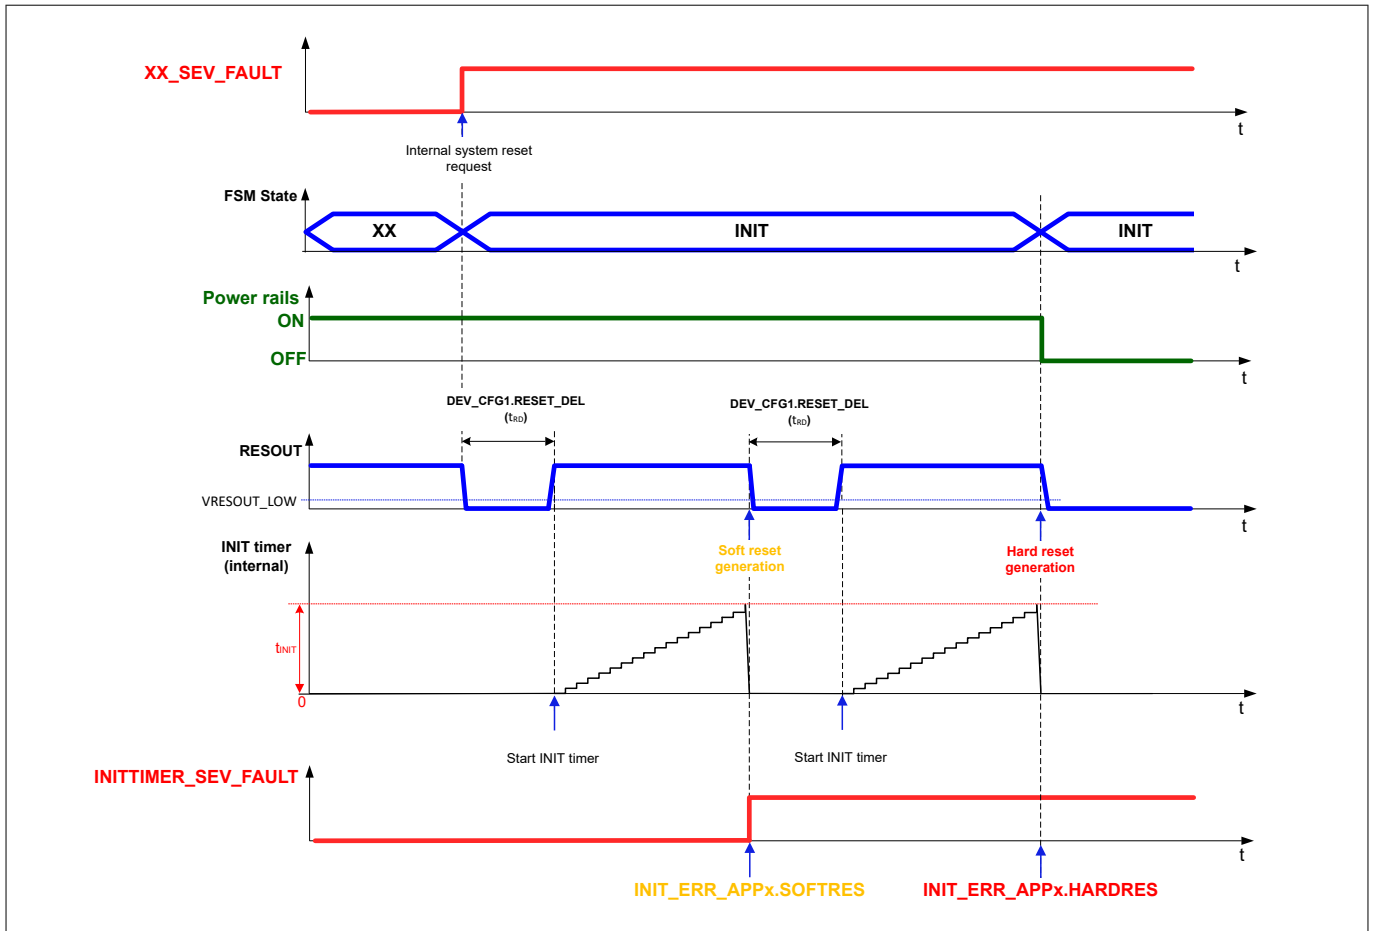 XX_SEV_FAULT
t
Internal system reset
request
FSM State
XX
INIT
INIT
t
Power rails
ON
OFF
t
DEV_CFG1.RESET_DEL
(tRD)
DEV_CFG1.RESET_DEL
(tRD)
RESOUT
VRESOUT_LOW
t
INIT timer
(internal)
Soft reset
generation
Hard reset
generation
tINIT
0
t
Start INIT timer
Start INIT timer
INITTIMER_SEV_FAULT
t
INIT_ERR_APPx.SOFTRES
INIT_ERR_APPx.HARDRES